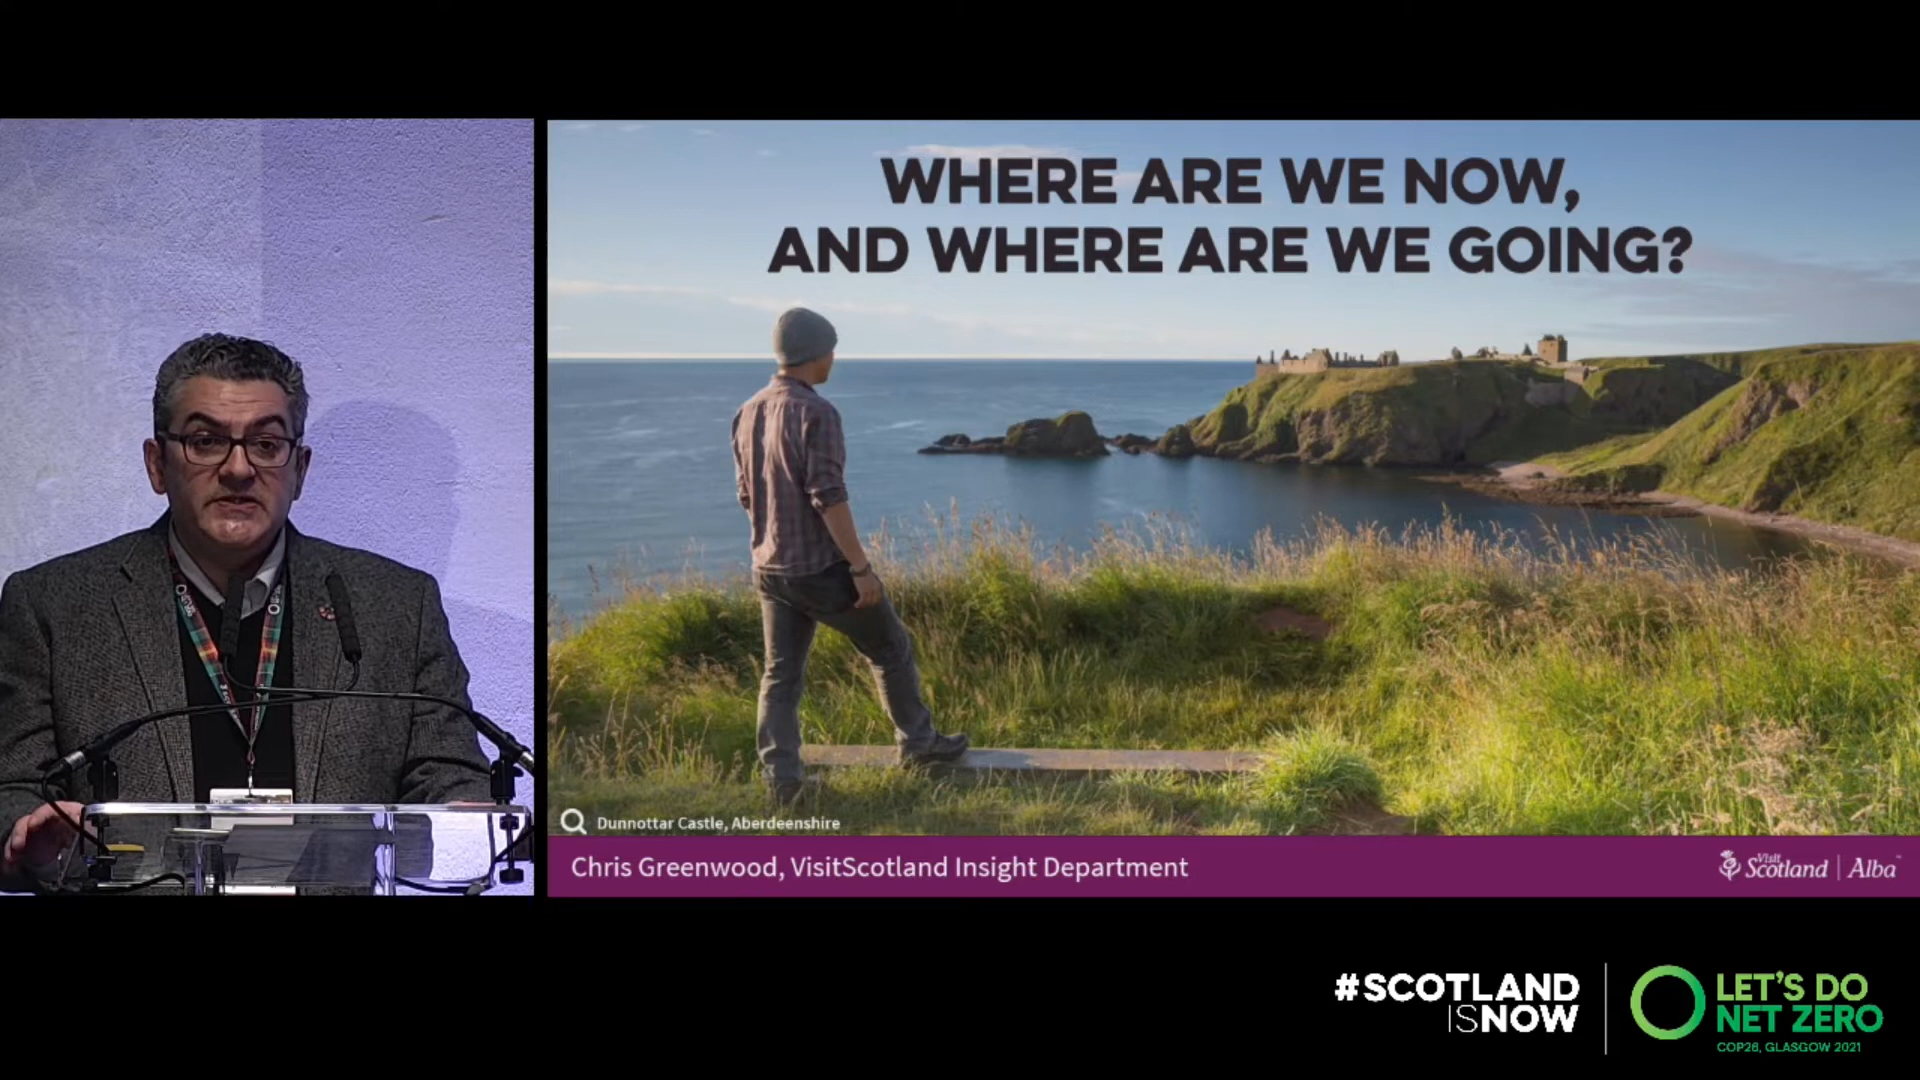 WHERE ARE WE NOW,
AND WHERE ARE WE GOING?
Dunnottar Castle, Aberdeenshire
Chris Greenwood, VisitScotland Insight Department
Visit
Scotland | Alba™
#SCOTLAND
ISNOW
LET'S DO
NET ZERO
COP26, GLASGOW 2021